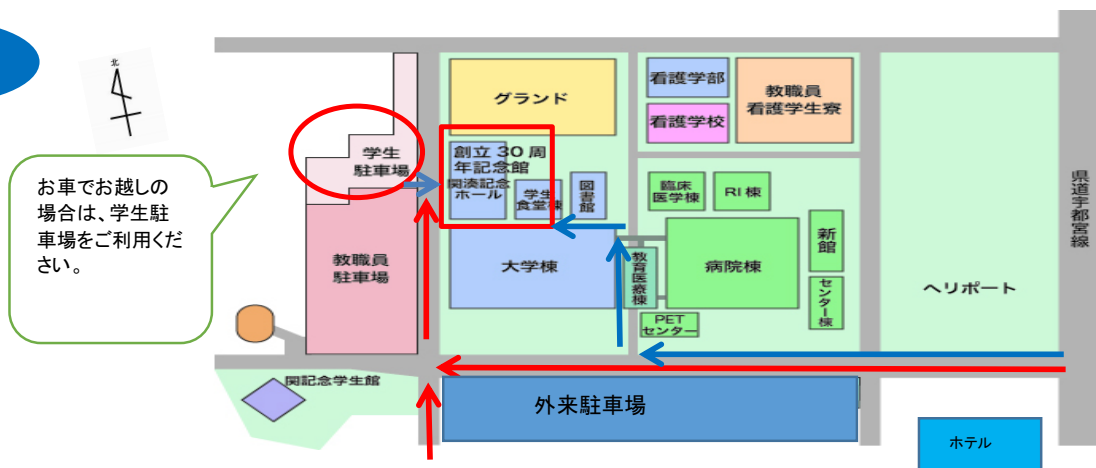 北
お車でお越しの
場合は、学生駐
車場をご利用くだ
さい。
学生
駐車場
教職員
駐車場
関記念学生館
グランド
創立30周
年記念館
関湊記念
ホール
学生
食堂棟
図書館
大学棟
看護学部
看護学校
教職員
看護学生寮
臨床
医学棟
RI棟
教育医療棟
病院棟
新館
センター棟
PET
センター
ヘリポート
県道宇都宮線
外来駐車場
ホテル